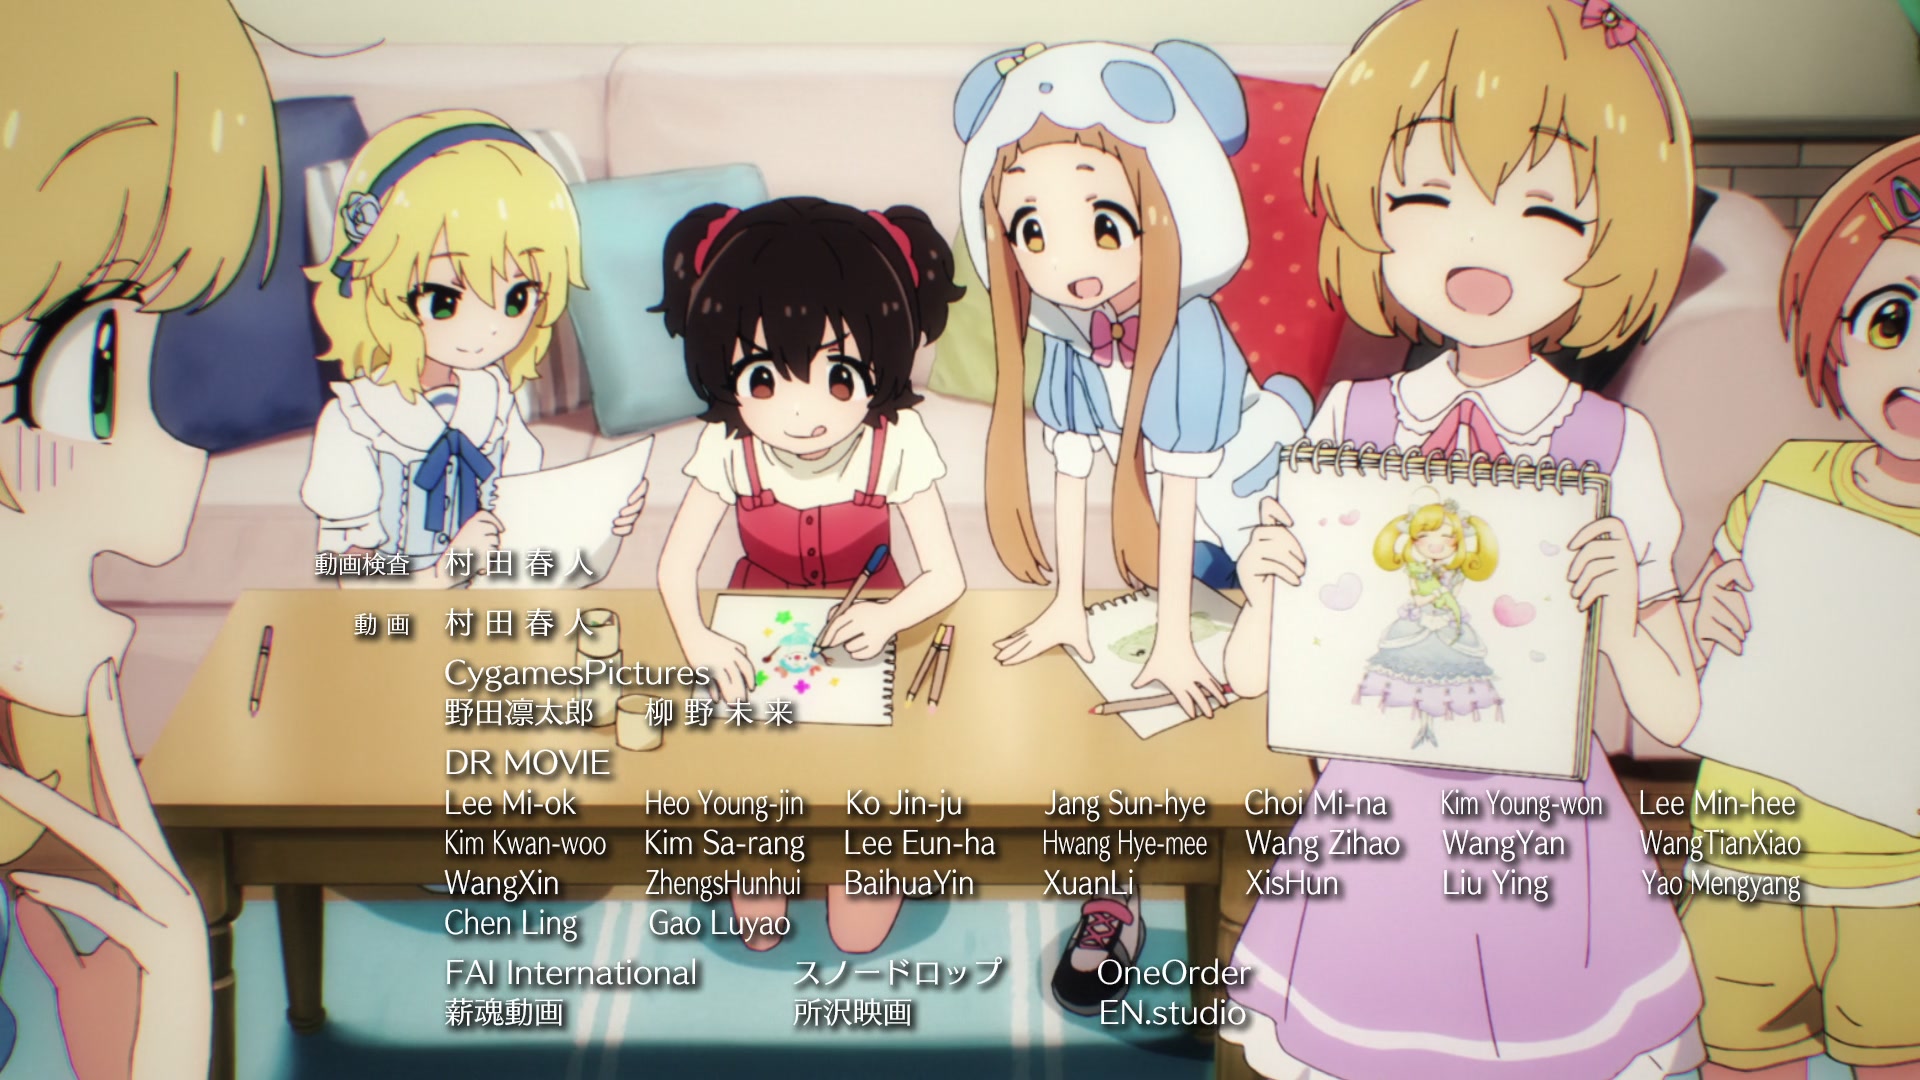 動画検査 村田春人
動画 村田春人
CygamesPictures
野田凛太郎 柳野未来
DR MOVIE
Lee Mi-ok Heo Young-jin Ko Jin-ju Jang Sun-hye Choi Mi-na Kim Young-won Lee Min-hee
Kim Kwan-woo Kim Sa-rang Lee Eun-ha Hwang Hye-mee Wang Zihao WangYan WangTianXiao
WangXin ZhengsHunhui BaihuaYin XuanLi XisHun Liu Ying Yao Mengyang
Chen Ling Gao Luyao
FAI International スノードロップ OneOrder
薪魂動画 所沢映画 EN.studio